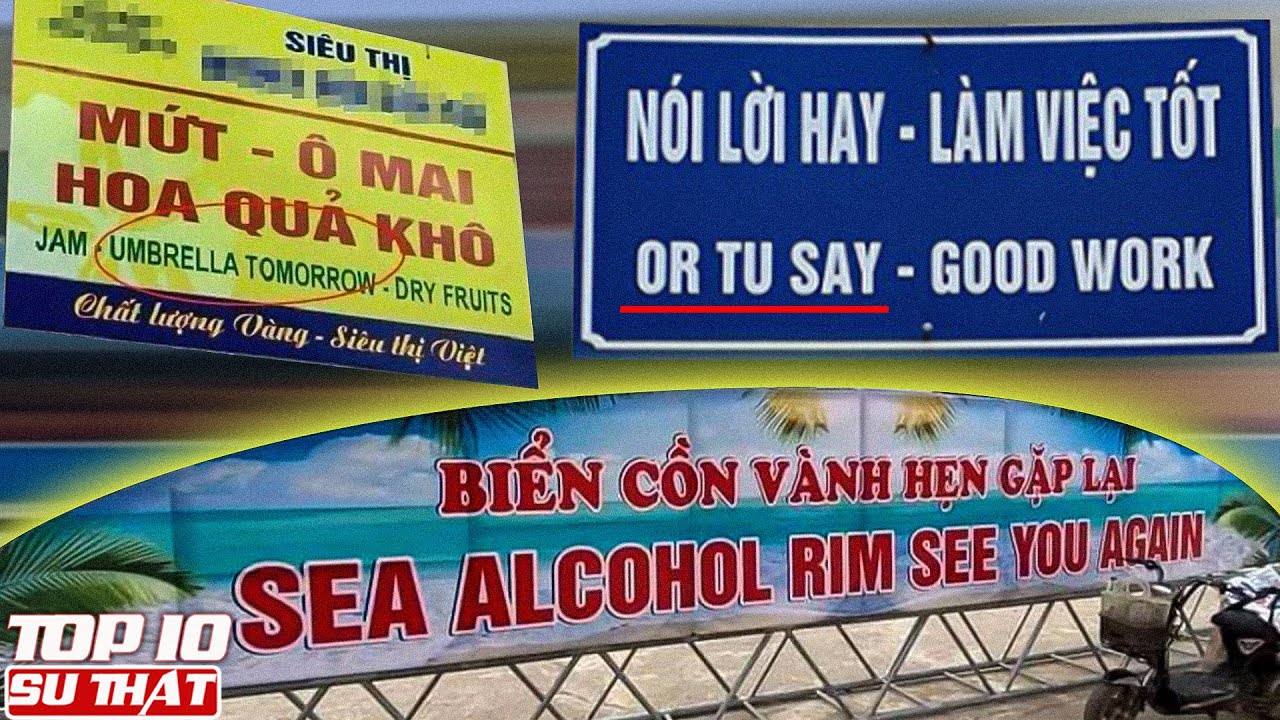 SIÊU THỊ
MỨT - Ô MAI
HOA QUẢ KHÔ
JAM - UMBRELLA TOMORROW - DRY FRUITS
Chất lượng Vàng - Siêu thị Việt
NÓI LỜI HAY - LÀM VIỆC TỐT
OR TU SAY - GOOD WORK
BIỂN CỒN VÀNH HẸN GẶP LẠI
SEA ALCOHOL RIM SEE YOU AGAIN
TOP 10
SỰ THẬT